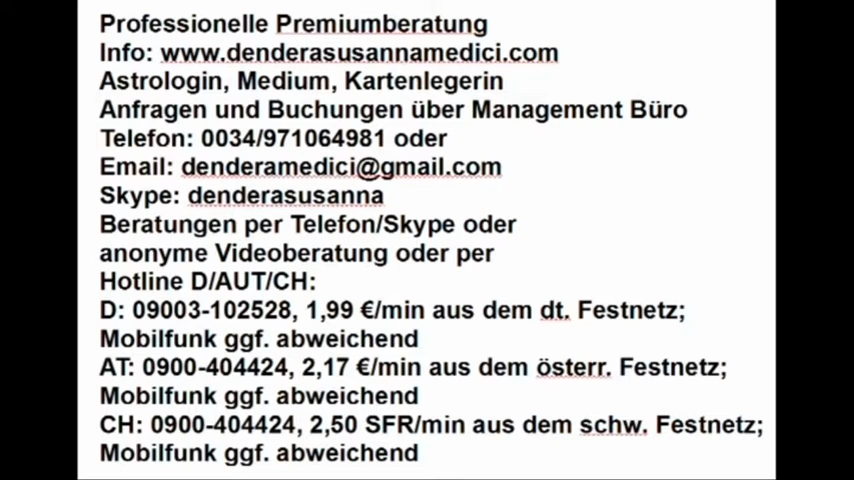 Professionelle Premiumberatung
Info: www.denderasusannamedici.com
Astrologin, Medium, Kartenlegerin
Anfragen und Buchungen über Management Büro
Telefon: 0034/971064981 oder
Email: denderamedici@gmail.com
Skype: denderasusanna
Beratungen per Telefon/Skype oder
anonyme Videoberatung oder per
Hotline D/AUT/CH:
D: 09003-102528, 1,99 €/min aus dem dt. Festnetz;
Mobilfunk ggf. abweichend
AT: 0900-404424, 2,17 €/min aus dem österr. Festnetz;
Mobilfunk ggf. abweichend
CH: 0900-404424, 2,50 SFR/min aus dem schw. Festnetz;
Mobilfunk ggf. abweichend